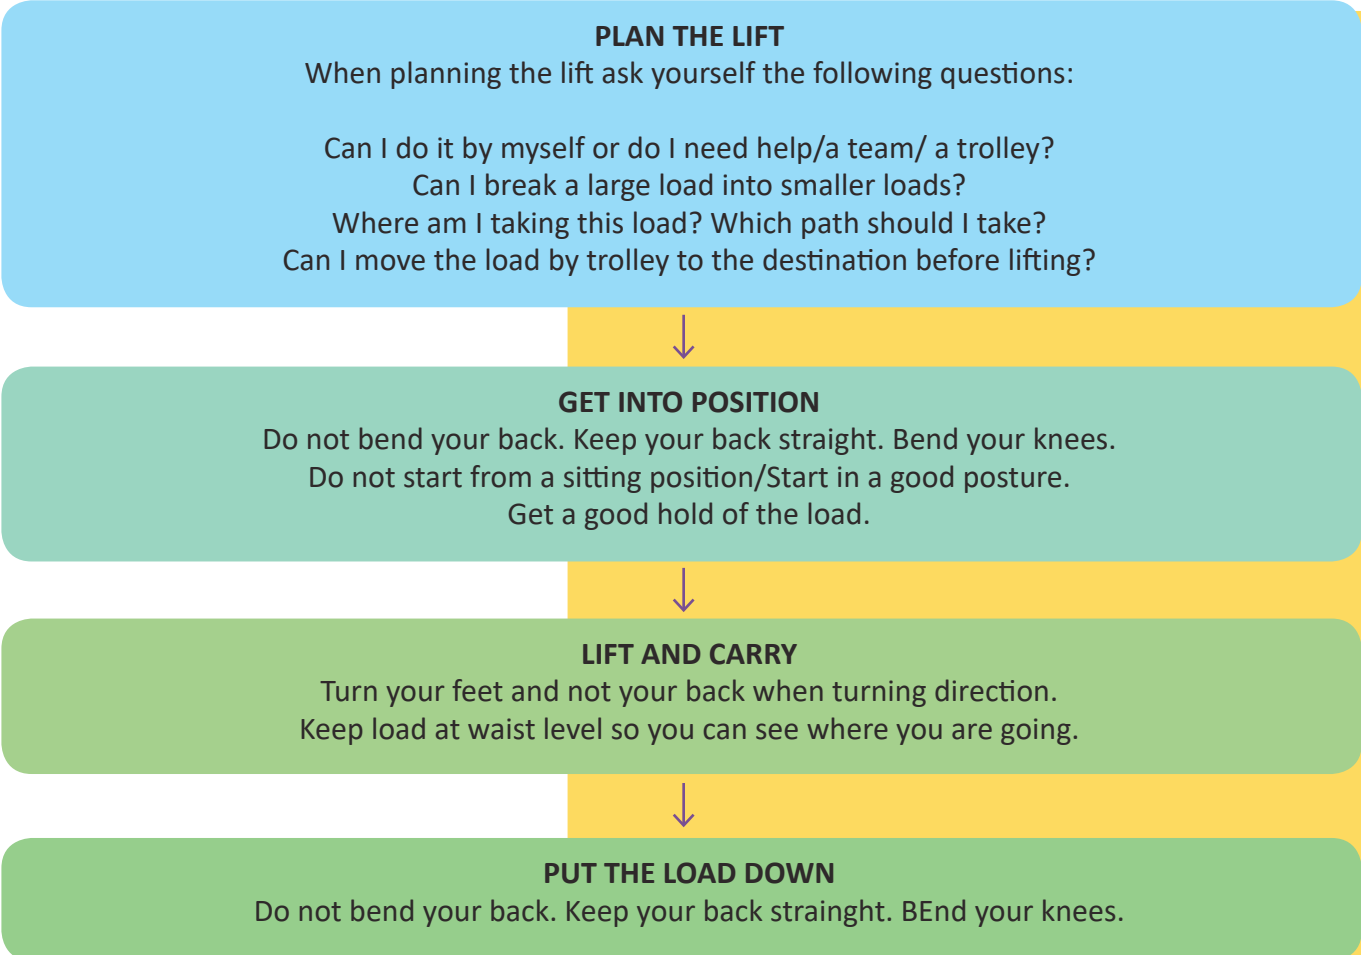 PLAN THE LIFT
When planning the lift ask yourself the following questions:
Can I do it by myself or do I need help/a team/ a trolley?
Can I break a large load into smaller loads?
Where am I taking this load? Which path should I take?
Can I move the load by trolley to the destination before lifting?
GET INTO POSITION
Do not bend your back. Keep your back straight. Bend your knees.
Do not start from a sitting position/Start in a good posture.
Get a good hold of the load.
LIFT AND CARRY
Turn your feet and not your back when turning direction.
Keep load at waist level so you can see where you are going.
PUT THE LOAD DOWN
Do not bend your back. Keep your back strainght. BEnd your knees.